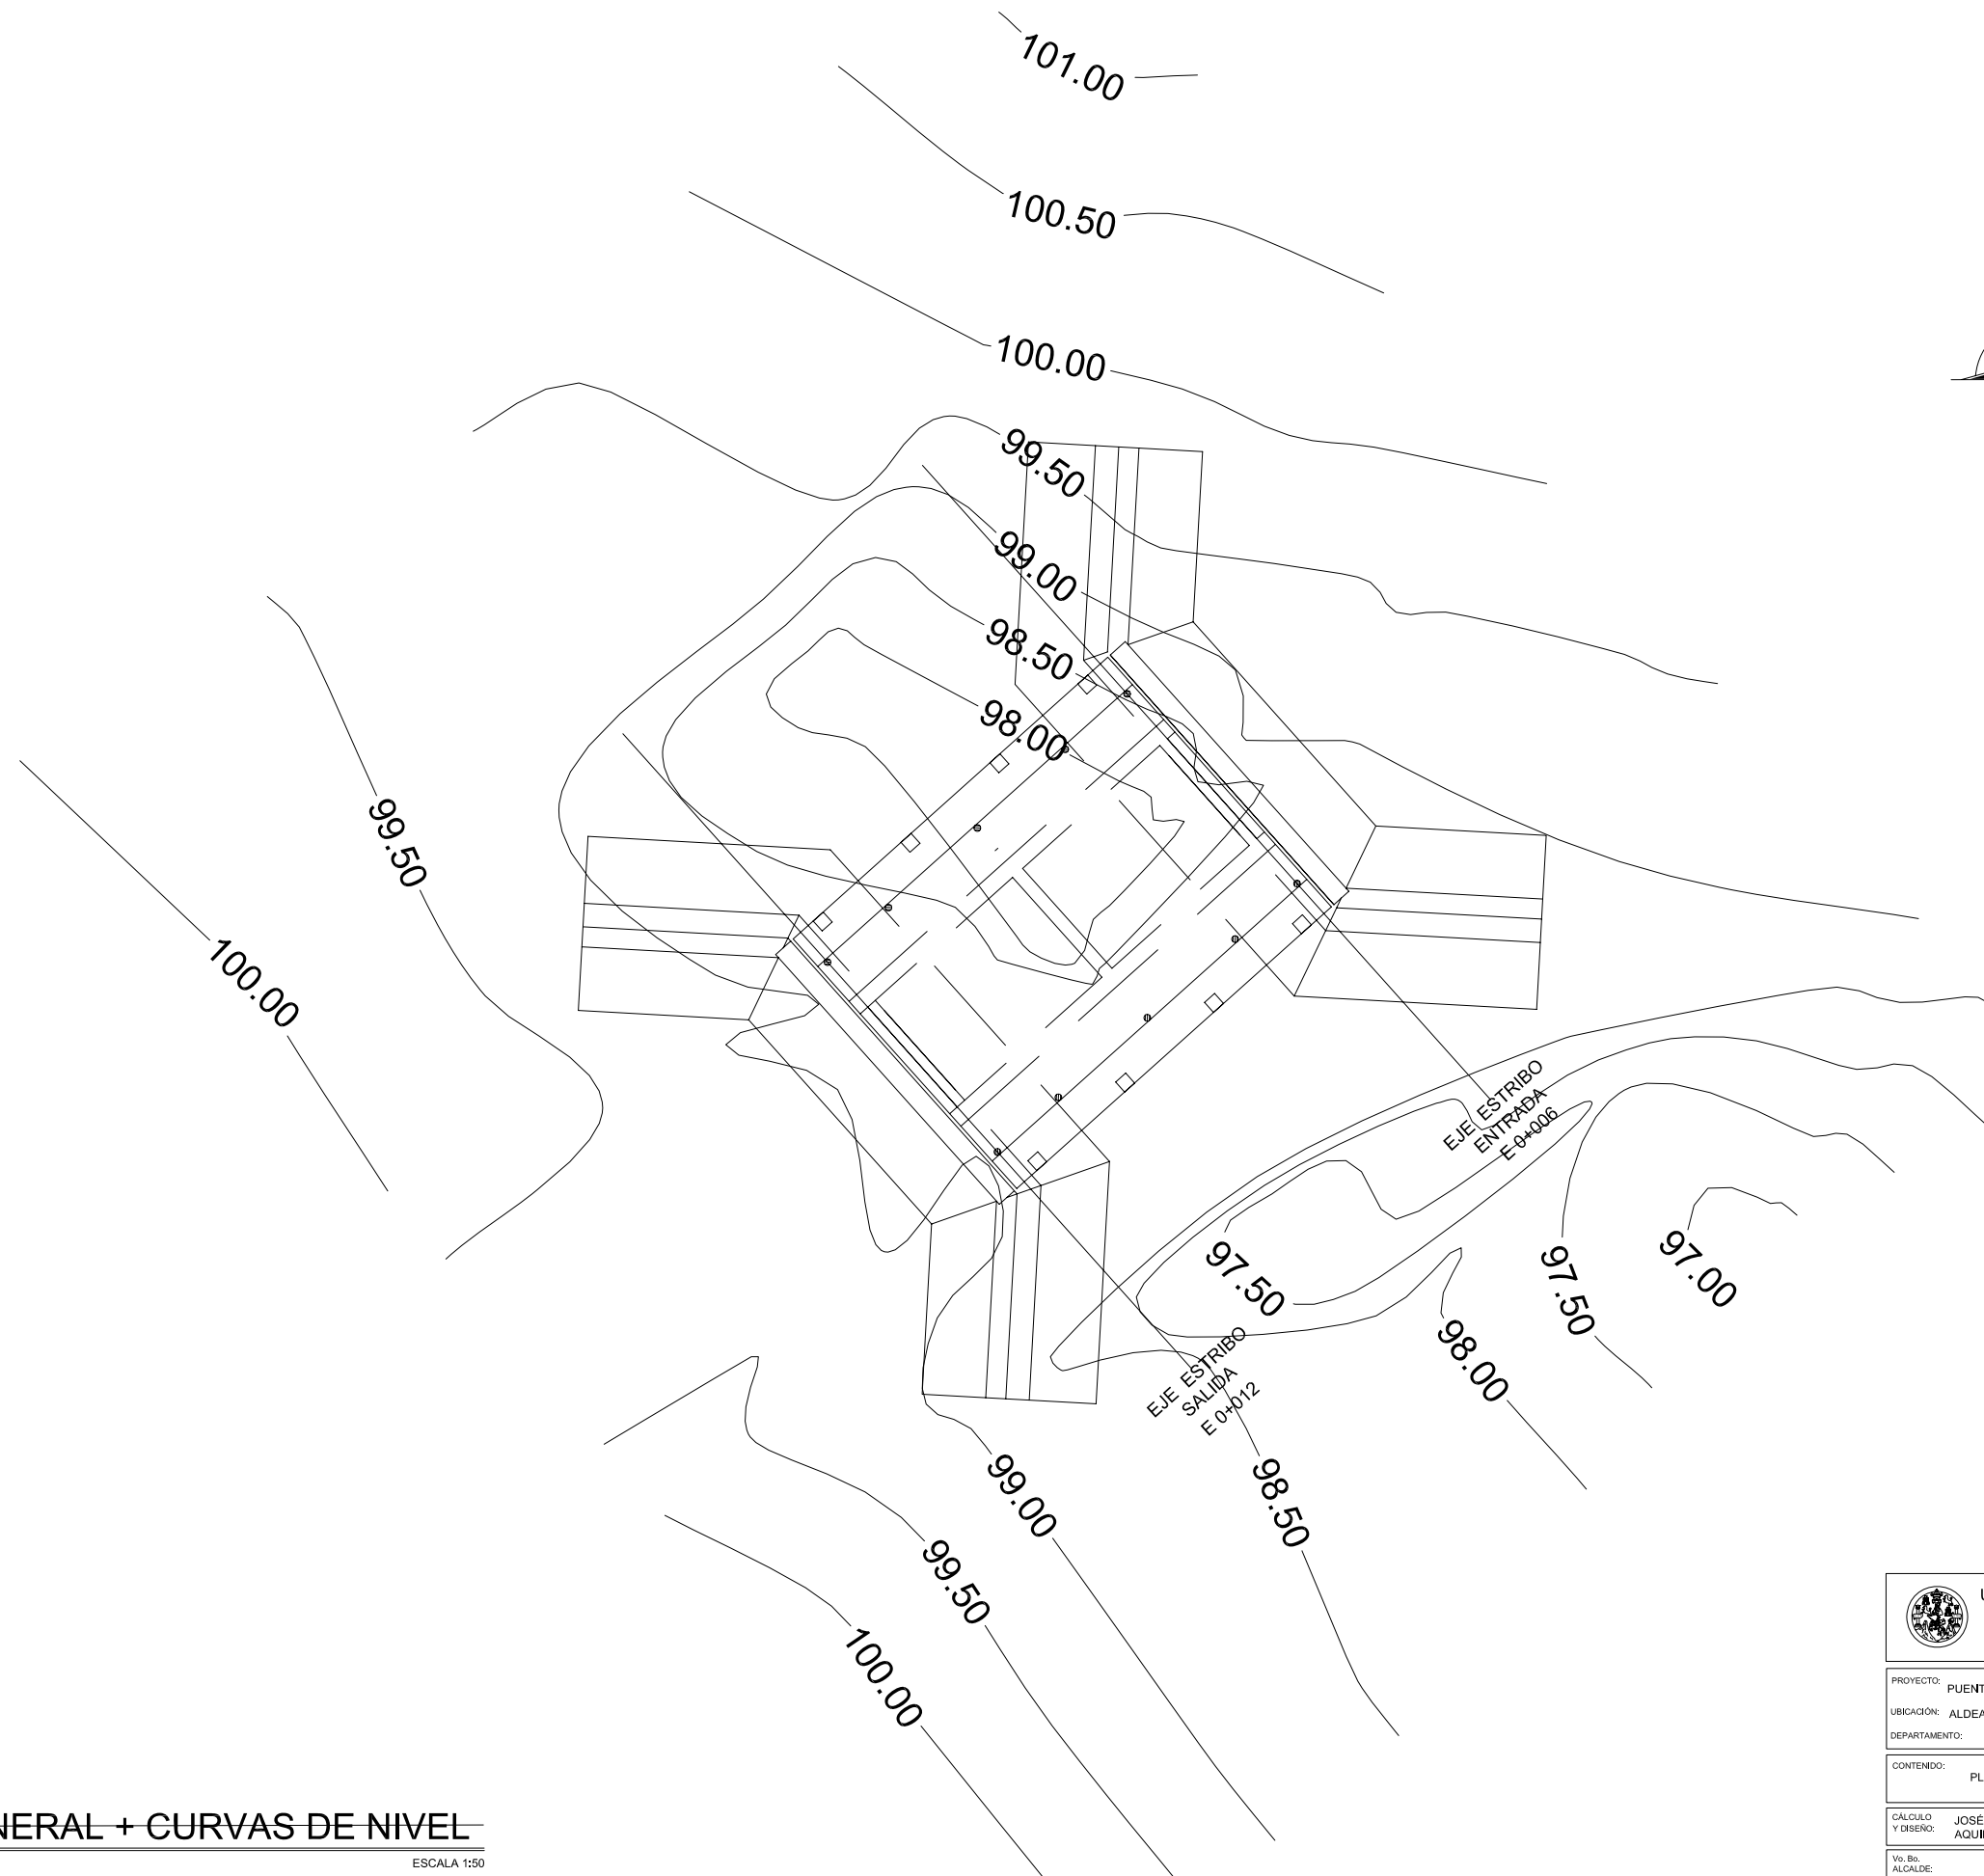 101.00
100.50
100.00
99.50
99.00
98.50
98.00
99.50
100.00
EJE ESTRIBO
ENTRADA
E 0+006
97.50
97.50
97.00
98.00
EJE ESTRIBO
SALIDA
E 0+012
99.00
98.50
99.50
100.00
PROYECTO:
UBICACIÓN: ALDEA
DEPARTAMENTO:
CONTENIDO:
CÁLCULO JOSÉ
Y DISEÑO:
Vo. Bo.
ALCALDE:
NERAL + CURVAS DE NIVEL
ESCALA 1:50